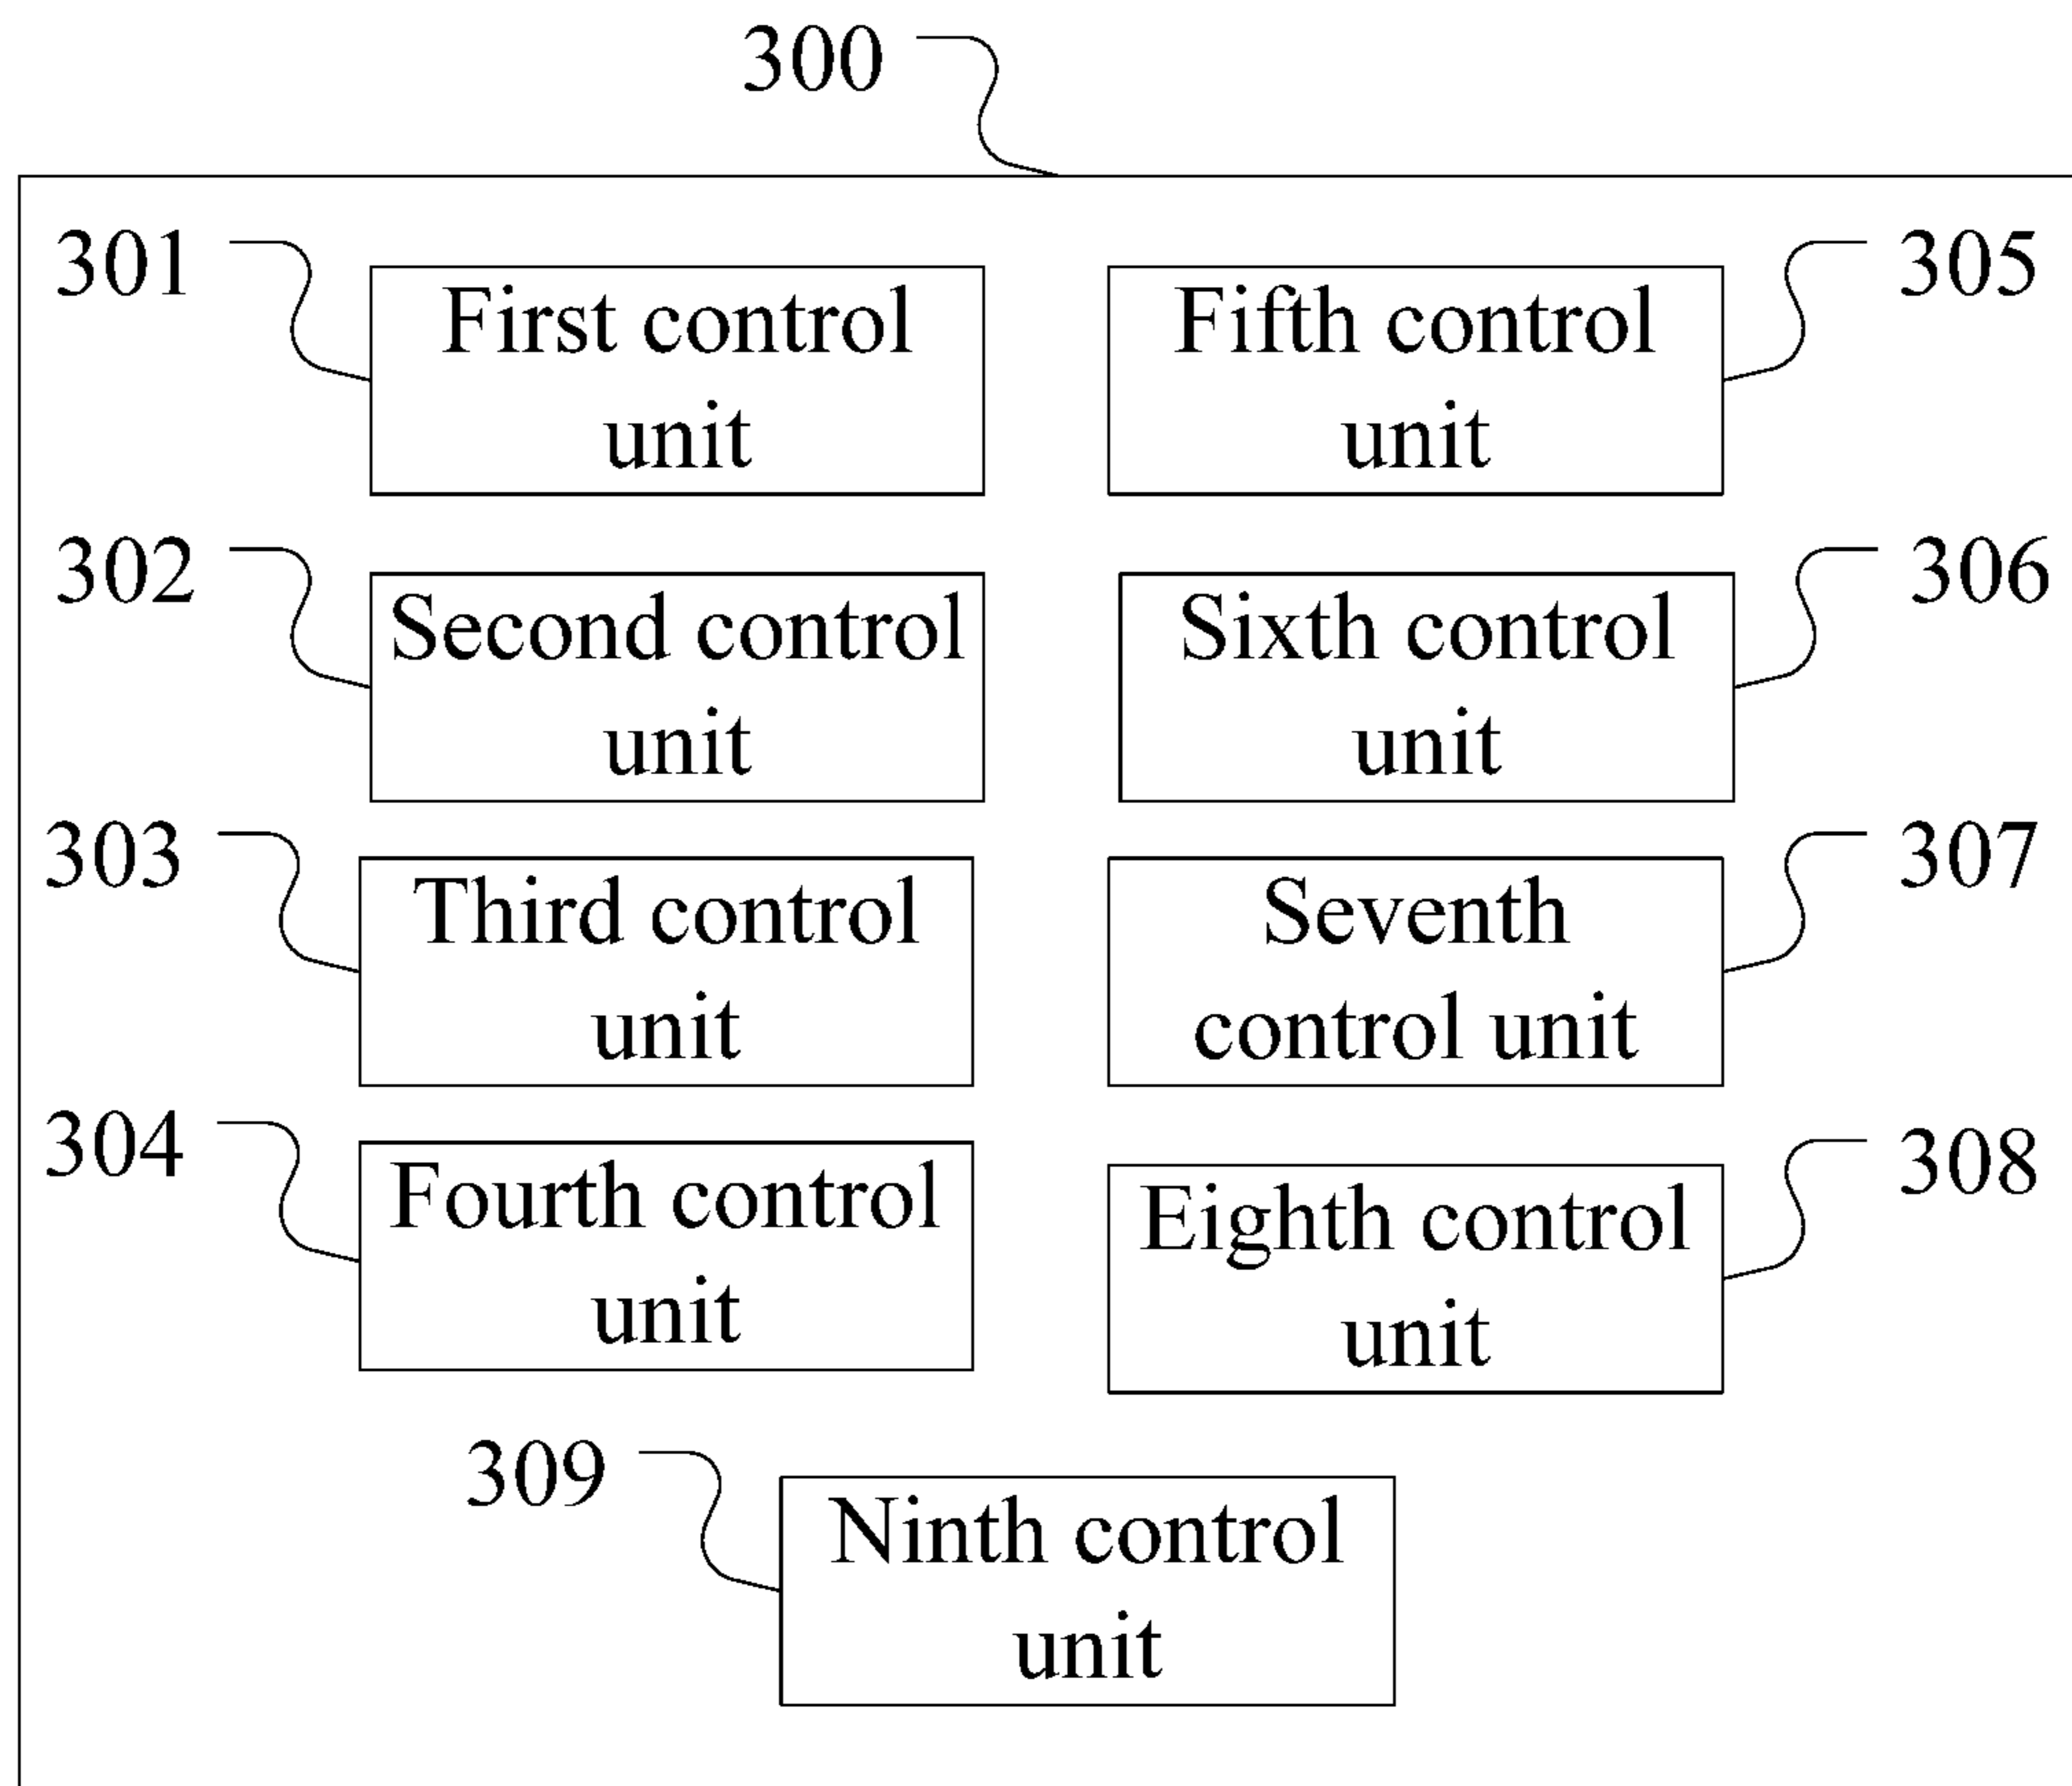 300
301
First control
unit
305
Fifth control
unit
302
Second control
unit
306
Sixth control
unit
303
Third control
unit
307
Seventh
control unit
304
Fourth control
unit
308
Eighth control
unit
309
Ninth control
unit